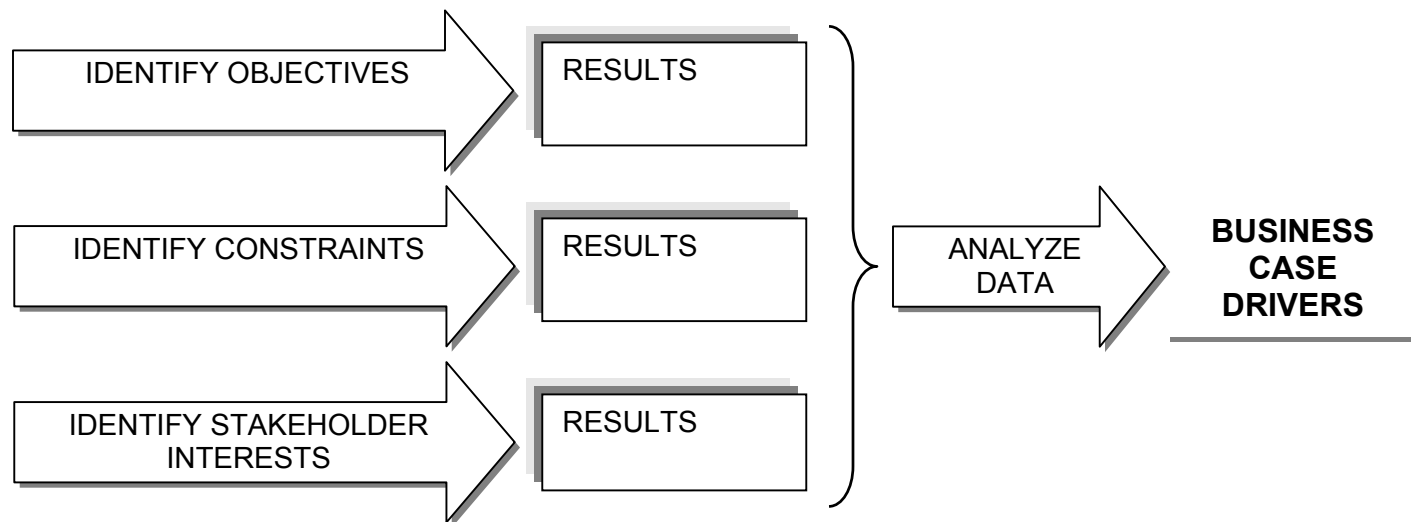 IDENTIFY OBJECTIVES
RESULTS
IDENTIFY CONSTRAINTS
RESULTS
IDENTIFY STAKEHOLDER
INTERESTS
RESULTS
ANALYZE
DATA
BUSINESS
CASE
DRIVERS